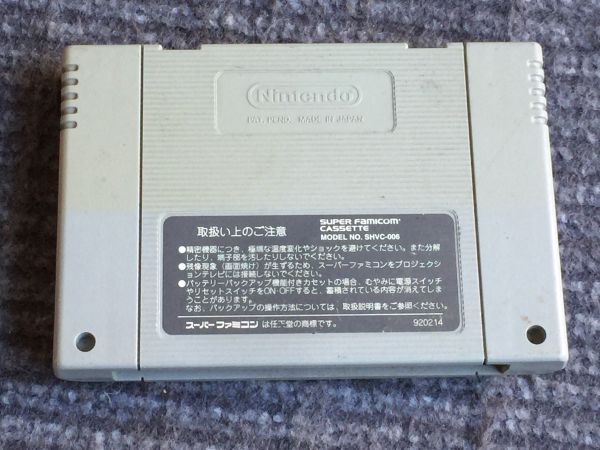 Nintendo
PAT. PEND. MADE IN JAPAN
取扱い上のご注意
SUPER FAMICOM
CASSETTE
MODEL NO. SHVC-006
●精密機器につき、極端な温度変化やショックを避けてください。また分解
したり、端子部を汚したりしないでください。
●残像現象（画面焼け）が生ずるため、スーパーファミコンをプロジェクシ
ョンテレビには接続しないでください。
●バッテリーバックアップ機能付きカセットの場合、むやみに電源スイッチ
やリセットスイッチをON・OFFすると、蓄積されている内容が消えてしま
うことがあります。
なお、バックアップの操作方法については、取扱説明書をご参照ください。
スーパーファミコン は任天堂の商標です。
920214